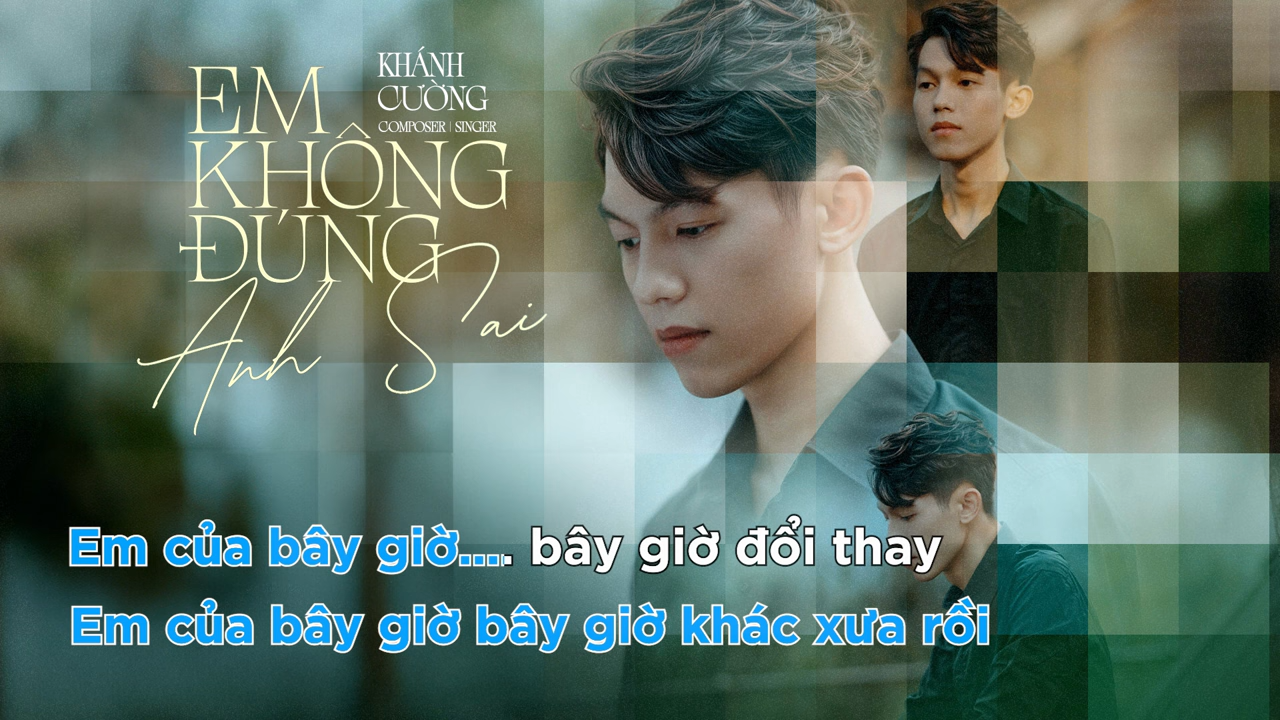 EM
KHÔNG
ĐÚNG
Anh Sai
KHÁNH
CƯỜNG
COMPOSER | SINGER
Em của bây giờ.... bây giờ đổi thay
Em của bây giờ bây giờ khác xưa rồi